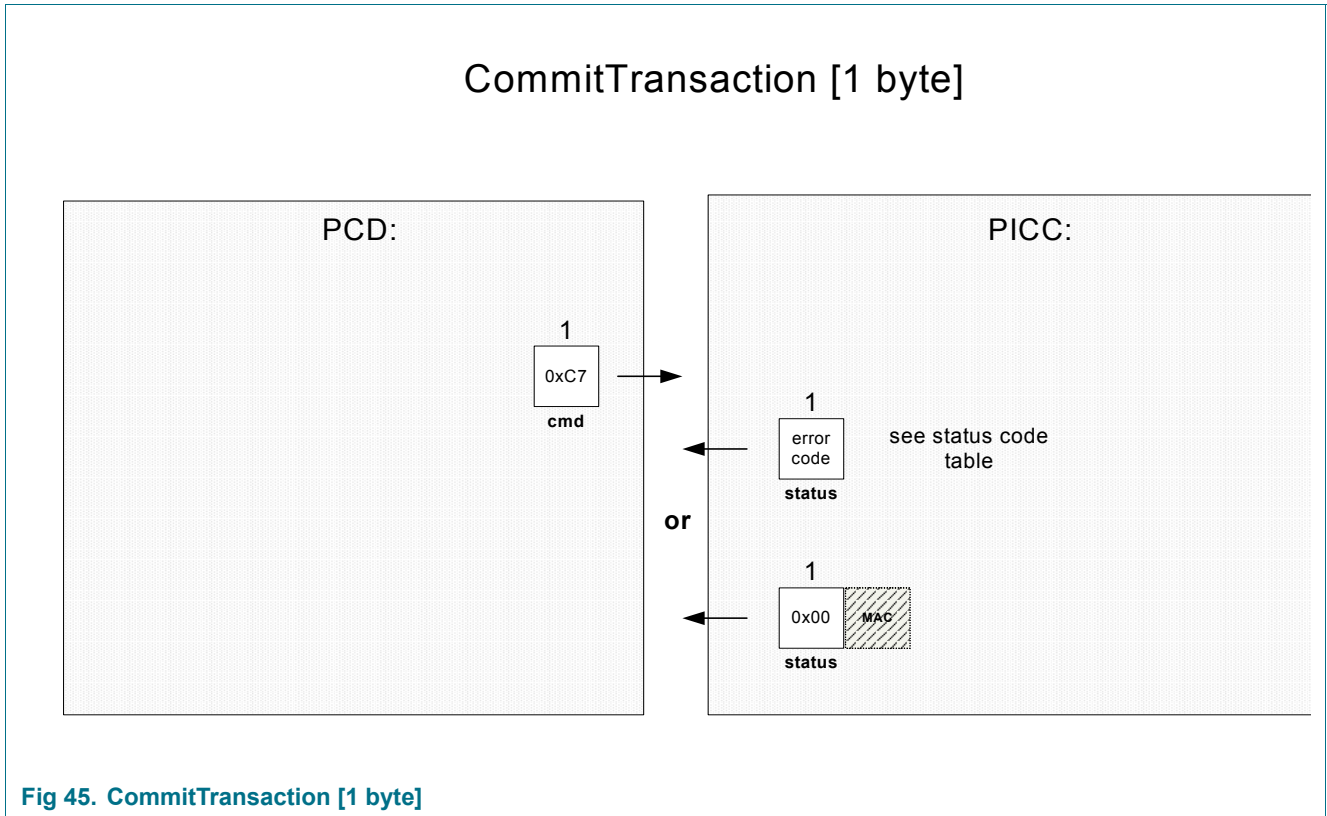 CommitTransaction [1 byte]
PCD:
PICC:
1
0xC7
cmd
1
error
code
status
see status code
table
or
1
0x00
MAC
status
Fig 45. CommitTransaction [1 byte]